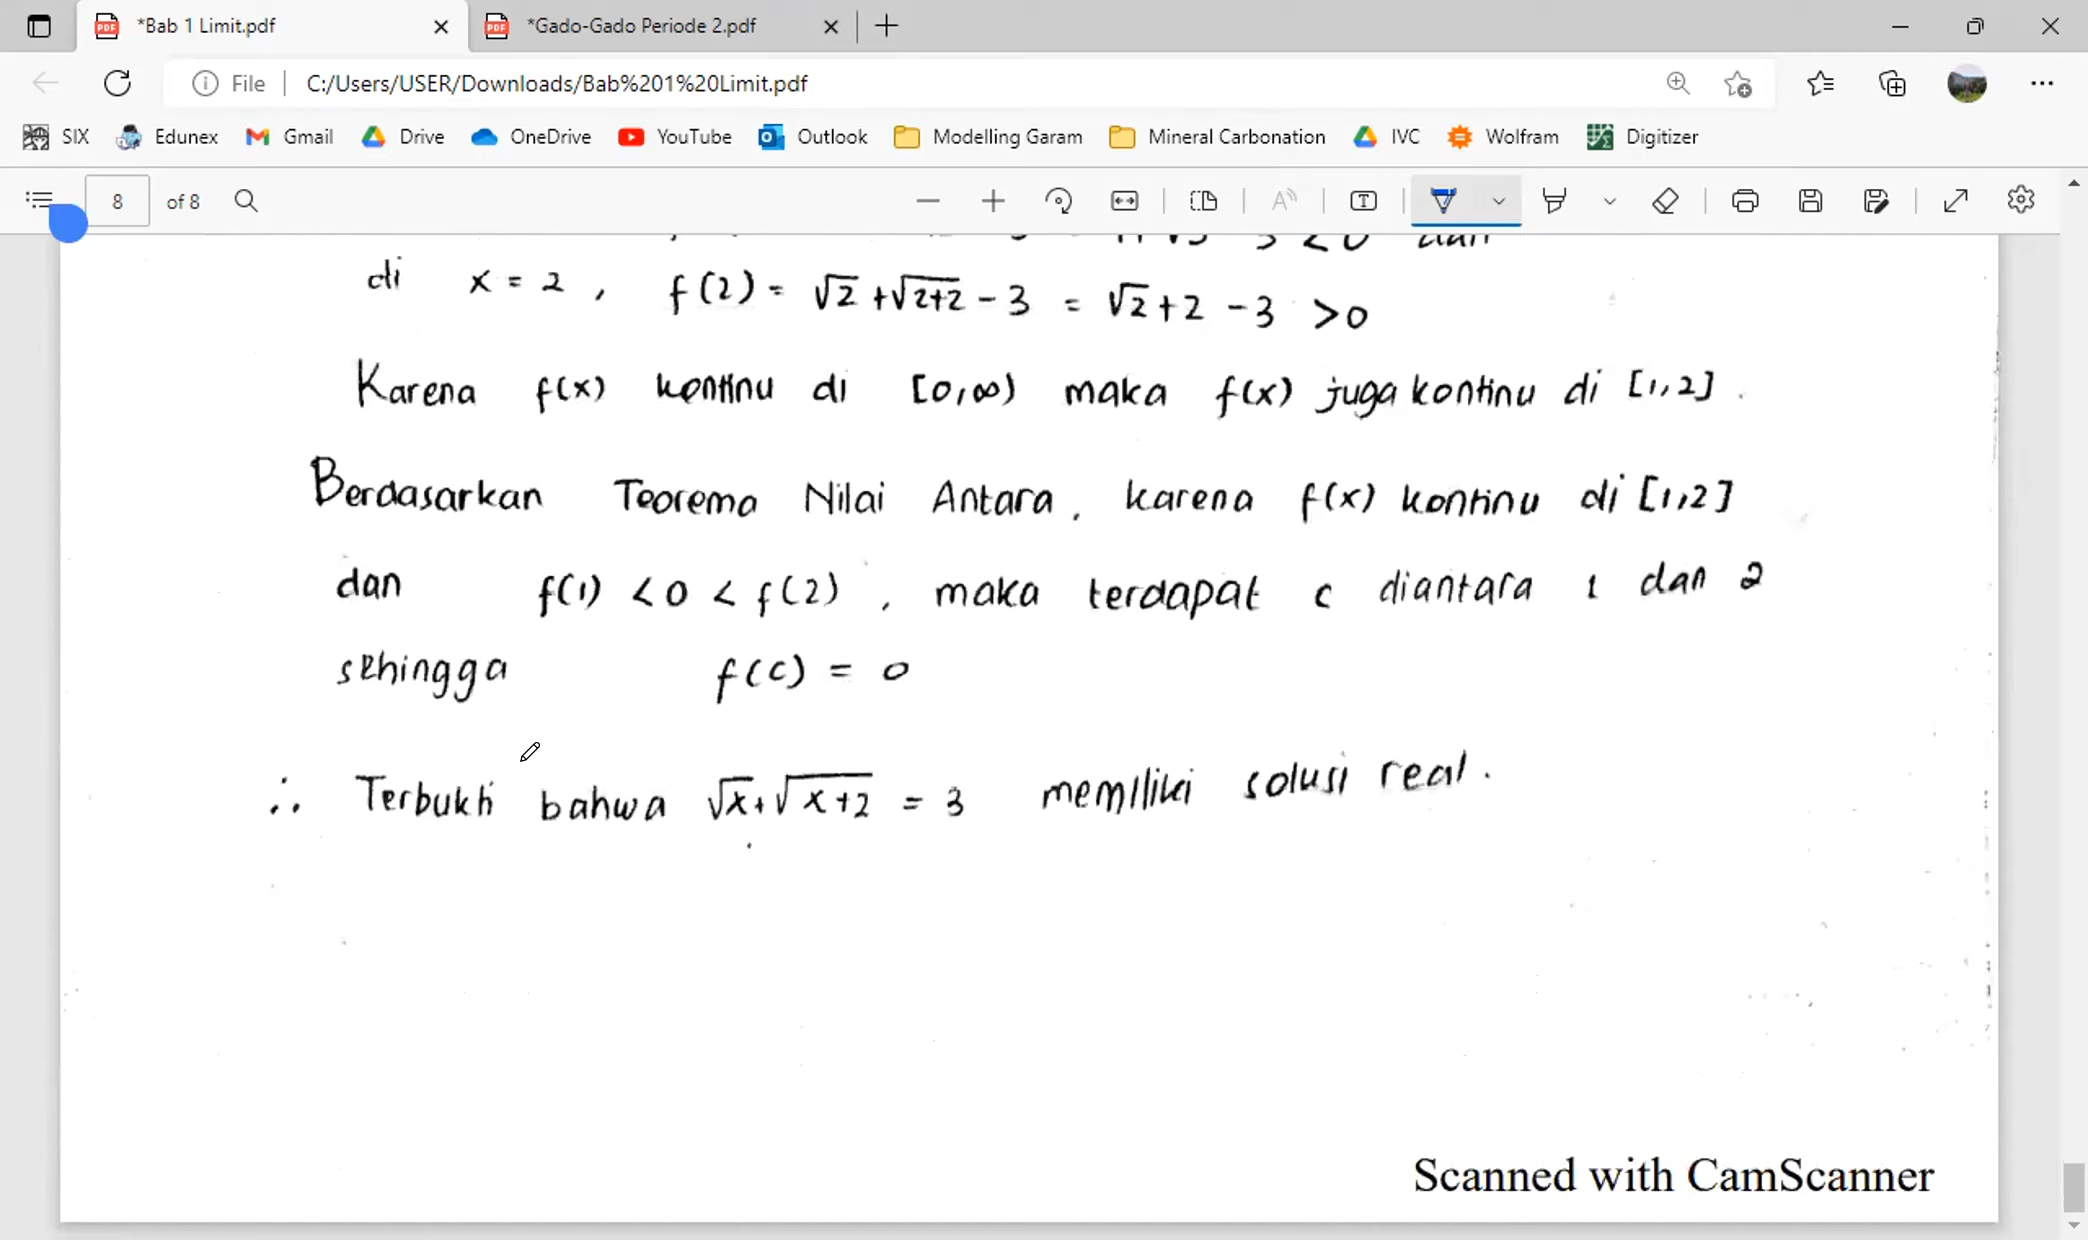 *Bab 1 Limit.pdf
*Gado-Gado Periode 2.pdf
File
C:/Users/USER/Downloads/Bab%201%20Limit.pdf
SIX
Edunex
Gmail
Drive
OneDrive
YouTube
Outlook
Modelling Garam
Mineral Carbonation
IVC
Wolfram
Digitizer
8 of 8
di x = 2 , f(2) = √2 + √(2+2) - 3 = √2 + 2 - 3 > 0
Karena f(x) kontinu di [0,∞) maka f(x) juga kontinu di [1,2] .
Berdasarkan Teorema Nilai Antara, karena f(x) kontinu di [1,2]
dan f(1) < 0 < f(2) , maka terdapat c diantara 1 dan 2
sehingga f(c) = 0
∴ Terbukti bahwa √x + √(x+2) = 3 memiliki solusi real .
Scanned with CamScanner